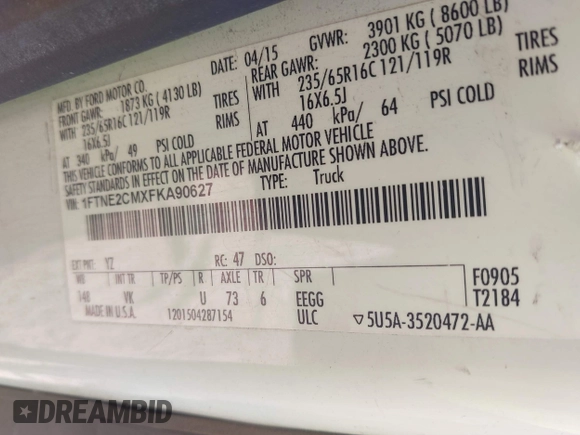 MFD. BY FORD MOTOR CO.
DATE: 04/15 GVWR: 3901 KG ( 8600 LB)
FRONT GAWR: 1873 KG ( 4130 LB) REAR GAWR: 2300 KG ( 5070 LB)
WITH 235/65R16C 121/119R TIRES WITH 235/65R16C 121/119R TIRES
16X6.5J RIMS 16X6.5J RIMS
AT 340 kPa/ 49 PSI COLD AT 440 kPa/ 64 PSI COLD
THIS VEHICLE CONFORMS TO ALL APPLICABLE FEDERAL MOTOR VEHICLE
SAFETY STANDARDS IN EFFECT ON THE DATE OF MANUFACTURE SHOWN ABOVE.
VIN: 1FTNE2CMXFKA90627 TYPE: Truck
EXT PNT: YZ RC: 47 DSO:
WB INT TR TP/PS R AXLE TR SPR F0905
148 VK U 73 6 EEGG T2184
MADE IN U.S.A. 1201504287154 ULC ▽5U5A-3520472-AA
DREAMBID